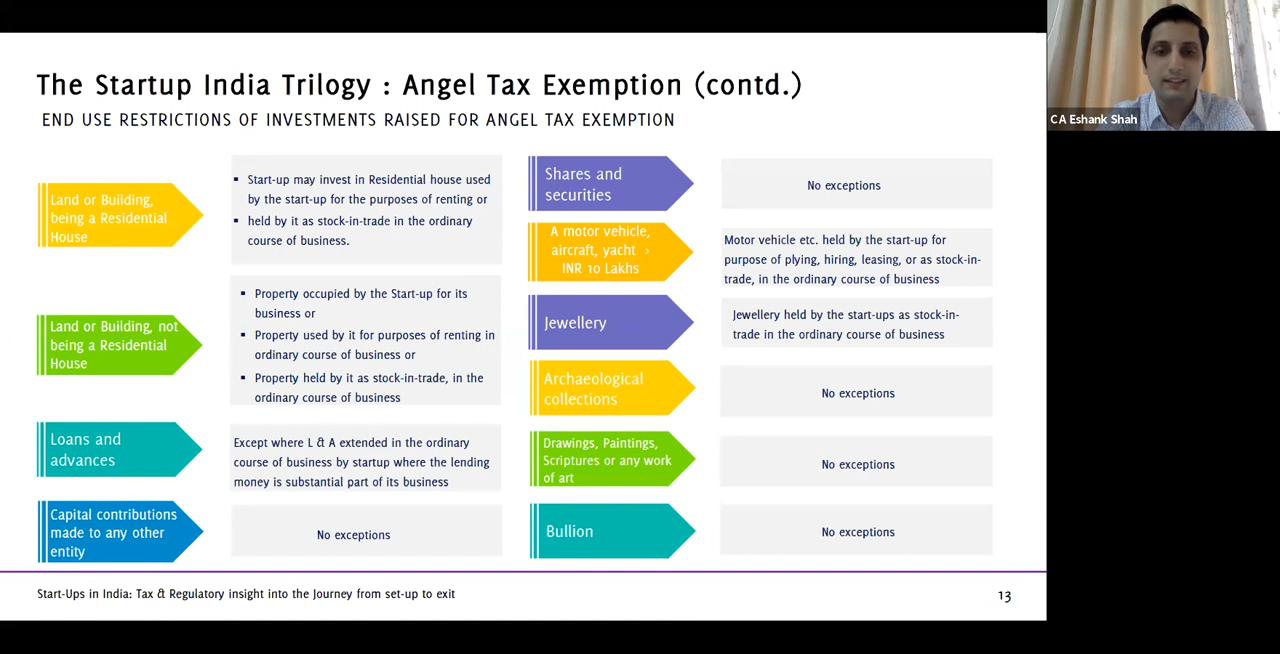 The Startup India Trilogy : Angel Tax Exemption (contd.)
END USE RESTRICTIONS OF INVESTMENTS RAISED FOR ANGEL TAX EXEMPTION
Land or Building,
being a Residential
House
▪ Start-up may invest in Residential house used
by the start-up for the purposes of renting or
▪ held by it as stock-in-trade in the ordinary
course of business.
Land or Building, not
being a Residential
House
▪ Property occupied by the Start-up for its
business or
▪ Property used by it for purposes of renting in
ordinary course of business or
▪ Property held by it as stock-in-trade, in the
ordinary course of business
Loans and
advances
Except where L & A extended in the ordinary
course of business by startup where the lending
money is substantial part of its business
Capital contributions
made to any other
entity
No exceptions
Shares and
securities
No exceptions
A motor vehicle,
aircraft, yacht >
INR 10 Lakhs
Motor vehicle etc. held by the start-up for
purpose of plying, hiring, leasing, or as stock-in-
trade, in the ordinary course of business
Jewellery
Jewellery held by the start-ups as stock-in-
trade in the ordinary course of business
Archaeological
collections
No exceptions
Drawings, Paintings,
Scriptures or any work
of art
No exceptions
Bullion
No exceptions
Start-Ups in India: Tax & Regulatory insight into the Journey from set-up to exit
13
CA Eshank Shah